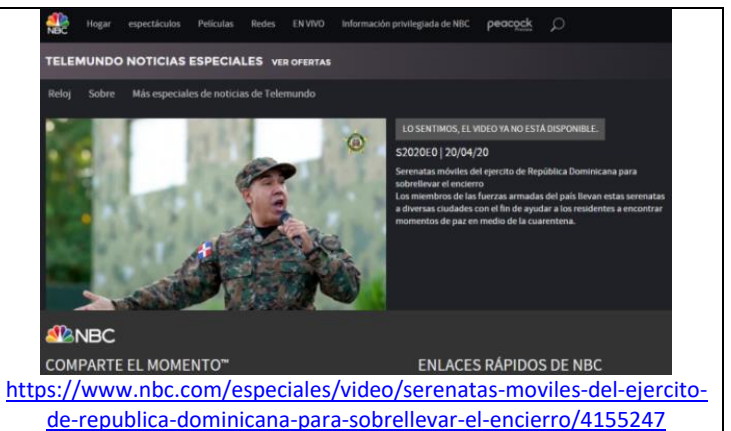 NBC
Hogar espectáculos Películas Redes EN VIVO Información privilegiada de NBC peacock
TELEMUNDO NOTICIAS ESPECIALES VER OFERTAS
Reloj Sobre Más especiales de noticias de Telemundo
LO SENTIMOS, EL VIDEO YA NO ESTÁ DISPONIBLE.
S2020E0 | 20/04/20
Serenatas móviles del ejercito de República Dominicana para
sobrellevar el encierro
Los miembros de las fuerzas armadas del país llevan estas serenatas
a diversas ciudades con el fin de ayudar a los residentes a encontrar
momentos de paz en medio de la cuarentena.
NBC
COMPARTE EL MOMENTO™
ENLACES RÁPIDOS DE NBC
https://www.nbc.com/especiales/video/serenatas-moviles-del-ejercito-
de-republica-dominicana-para-sobrellevar-el-encierro/4155247